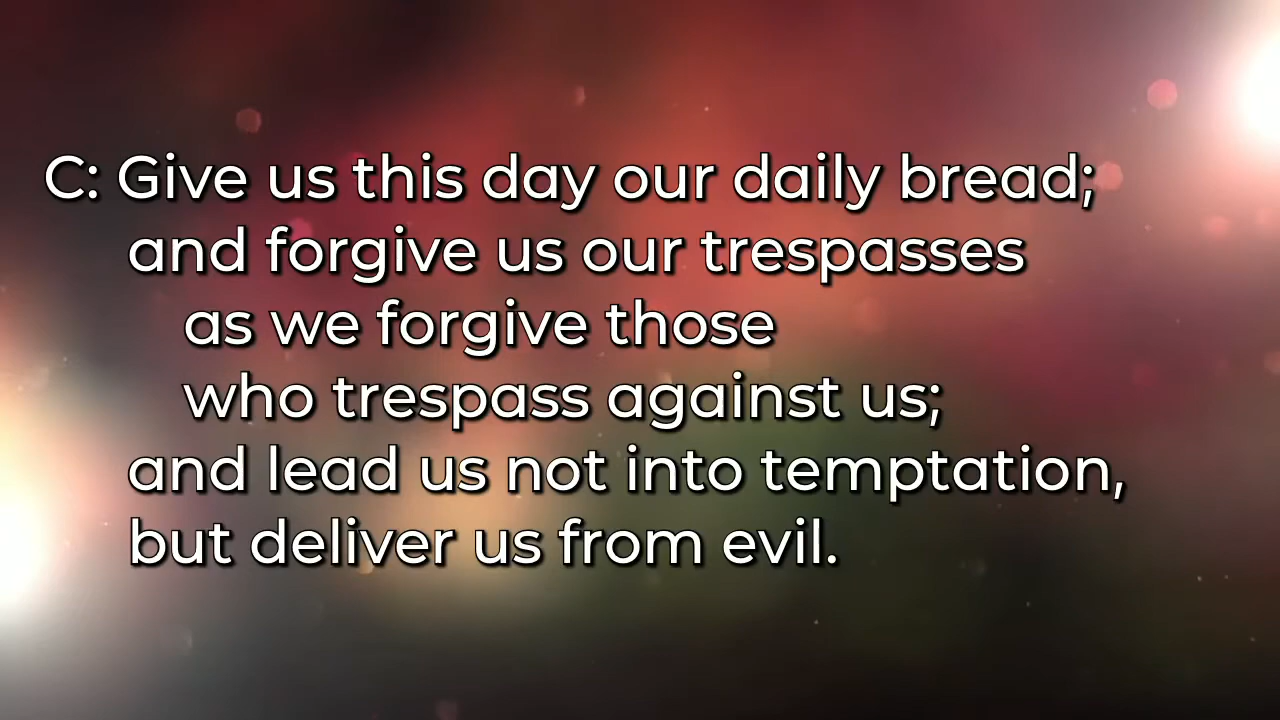 C: Give us this day our daily bread;
and forgive us our trespasses
as we forgive those
who trespass against us;
and lead us not into temptation,
but deliver us from evil.